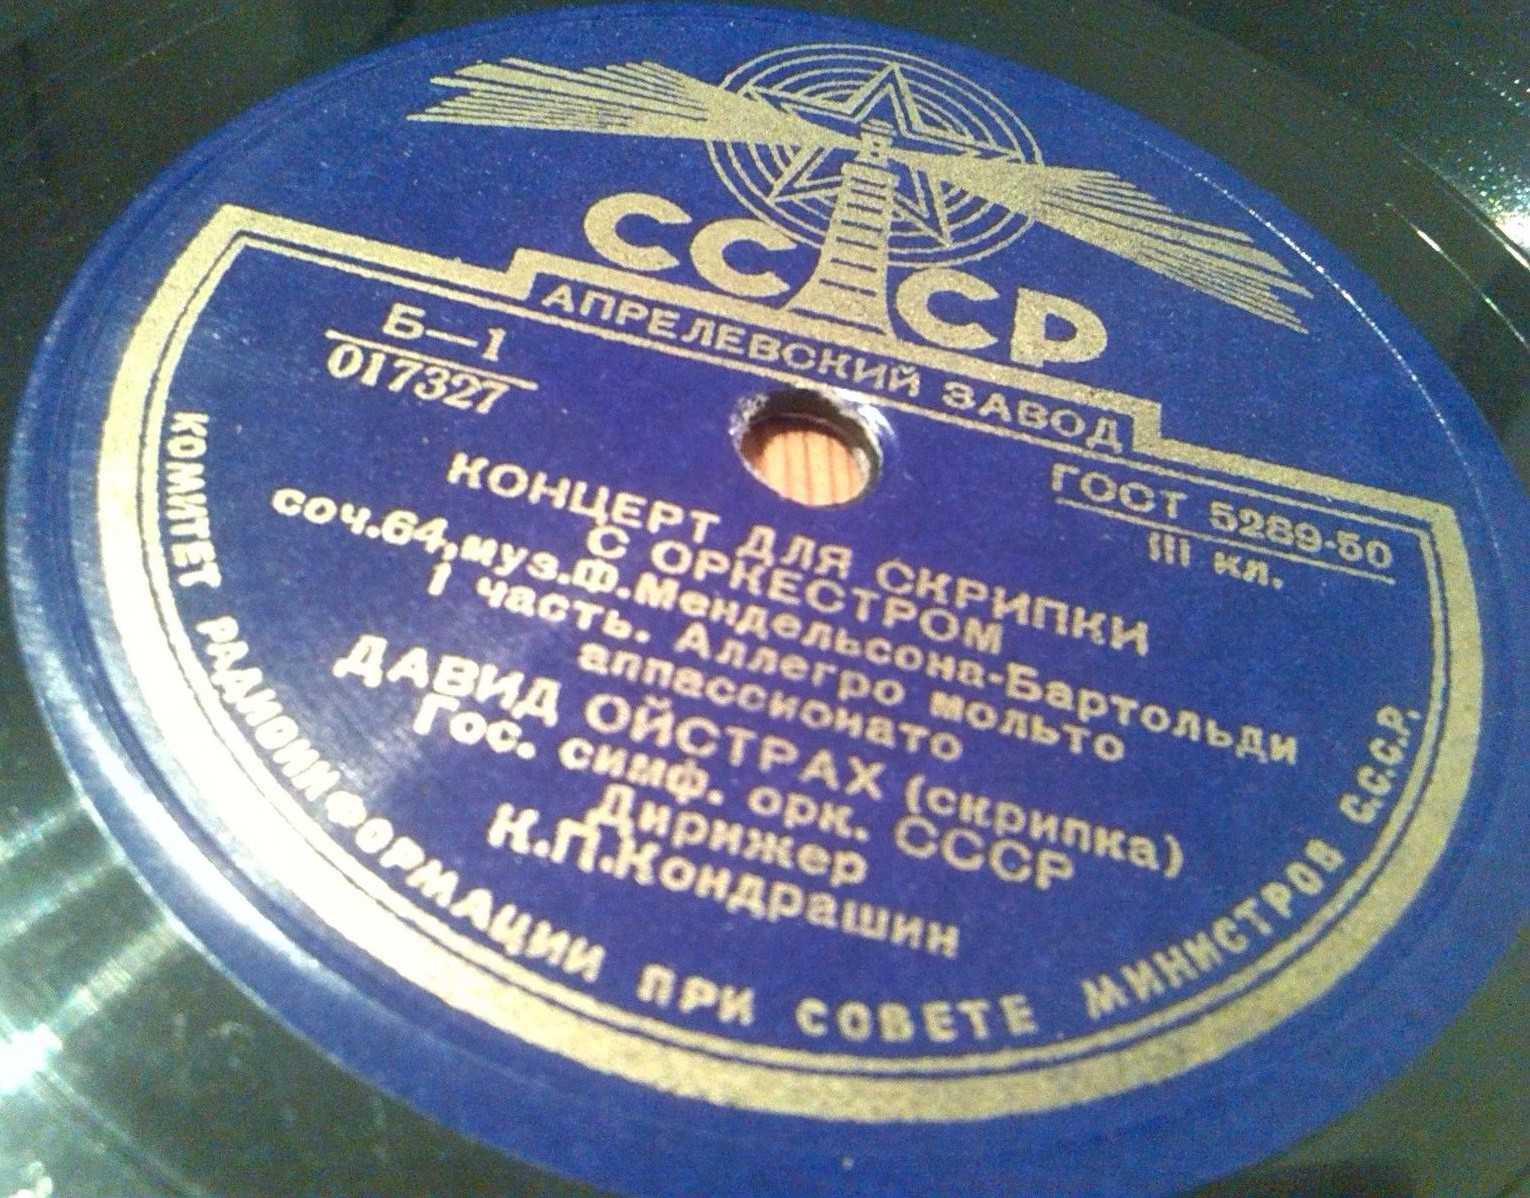 СССР
АПРЕЛЕВСКИЙ ЗАВОД
Б—1
017327
ГОСТ 5289-50
III кл.
КОНЦЕРТ ДЛЯ СКРИПКИ
С ОРКЕСТРОМ
соч.64,муз.Ф.Мендельсона-Бартольди
1 часть. Аллегро мольто
аппассионато
ДАВИД ОЙСТРАХ (скрипка)
Гос. симф. орк. СССР
Дирижер
К.П.Кондрашин
КОМИТЕТ РАДИОИНФОРМАЦИИ ПРИ СОВЕТЕ МИНИСТРОВ С.С.С.Р.